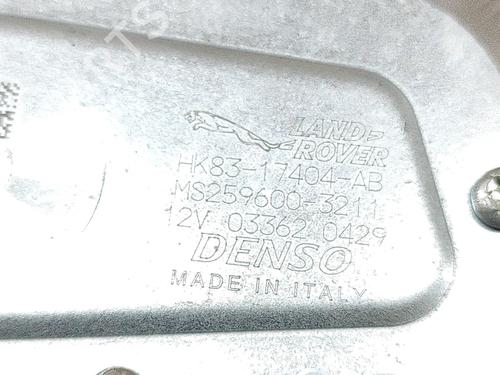 LAND-
ROVER
HK83-17404-AB
MS259600-3211
12V 03362 0429
DENSO
MADE IN ITALY